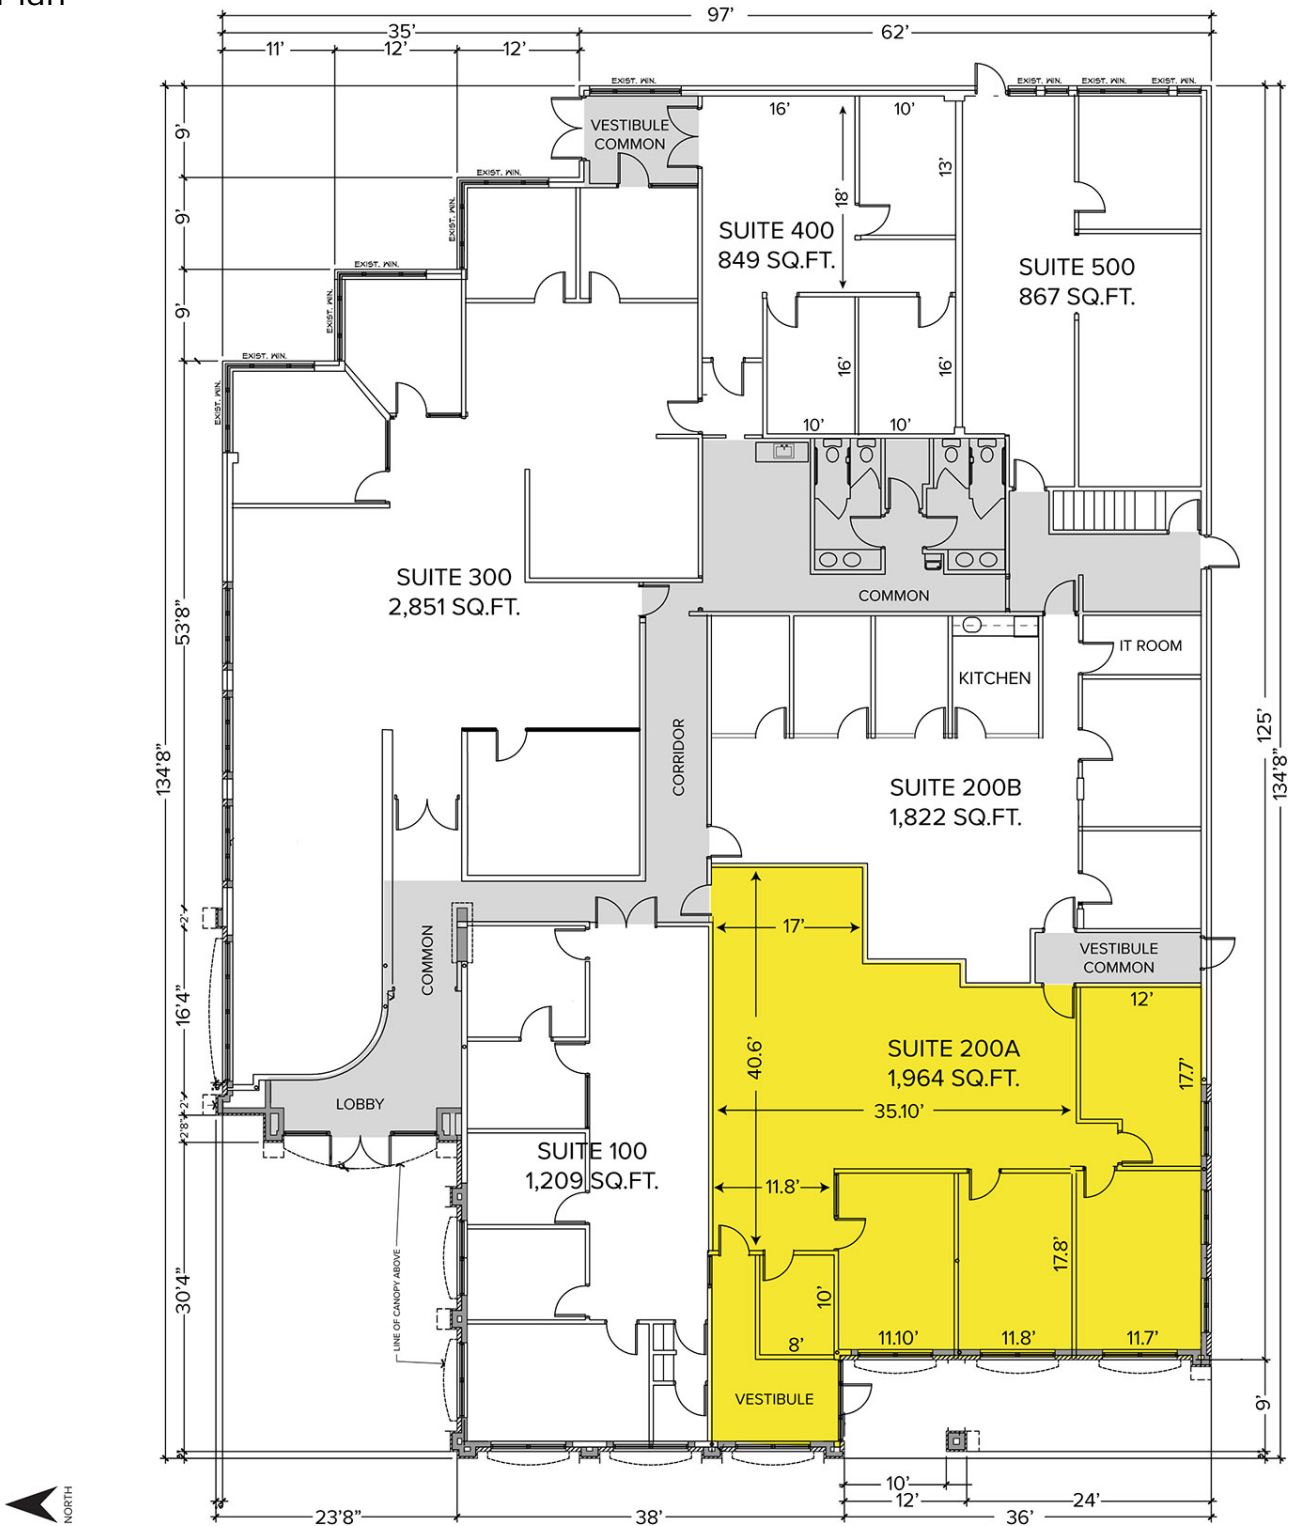 97'
35'
62'
11'
12'
12'
EXIST. WIN.
EXIST. WIN.
EXIST. WIN.
EXIST. WIN.
9'
VESTIBULE
COMMON
16'
10'
13'
18'
EXIST. WIN.
EXIST. WIN.
9'
SUITE 400
849 SQ.FT.
SUITE 500
867 SQ.FT.
EXIST. WIN.
EXIST. WIN.
9'
EXIST. WIN.
EXIST. WIN.
16'
16'
10'
10'
SUITE 300
2,851 SQ.FT.
COMMON
53'8"
IT ROOM
KITCHEN
CORRIDOR
125'
134'8"
134'8"
SUITE 200B
1,822 SQ.FT.
2'
17'
COMMON
VESTIBULE
COMMON
16'4"
12'
40.6'
SUITE 200A
1,964 SQ.FT.
17.7'
2'
LOBBY
35.10'
2'8"
SUITE 100
1,209 SQ.FT.
11.8'
17.8'
30'4"
LINE OF CANOPY ABOVE
10'
8'
11.10'
11.8'
11.7'
VESTIBULE
9'
10'
12'
24'
NORTH
23'8"
38'
36'